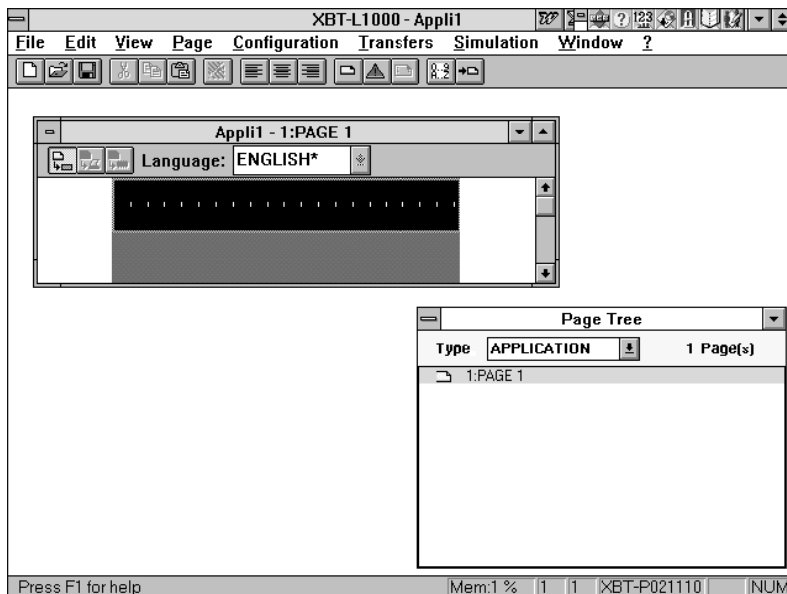 XBT-L1000 - Appli1
File Edit View Page Configuration Transfers Simulation Window ?
Appli1 - 1:PAGE 1
Language: ENGLISH*
Page Tree
Type APPLICATION 1 Page(s)
1:PAGE 1
Press F1 for help Mem:1 % 1 1 XBT-P021110 NUM